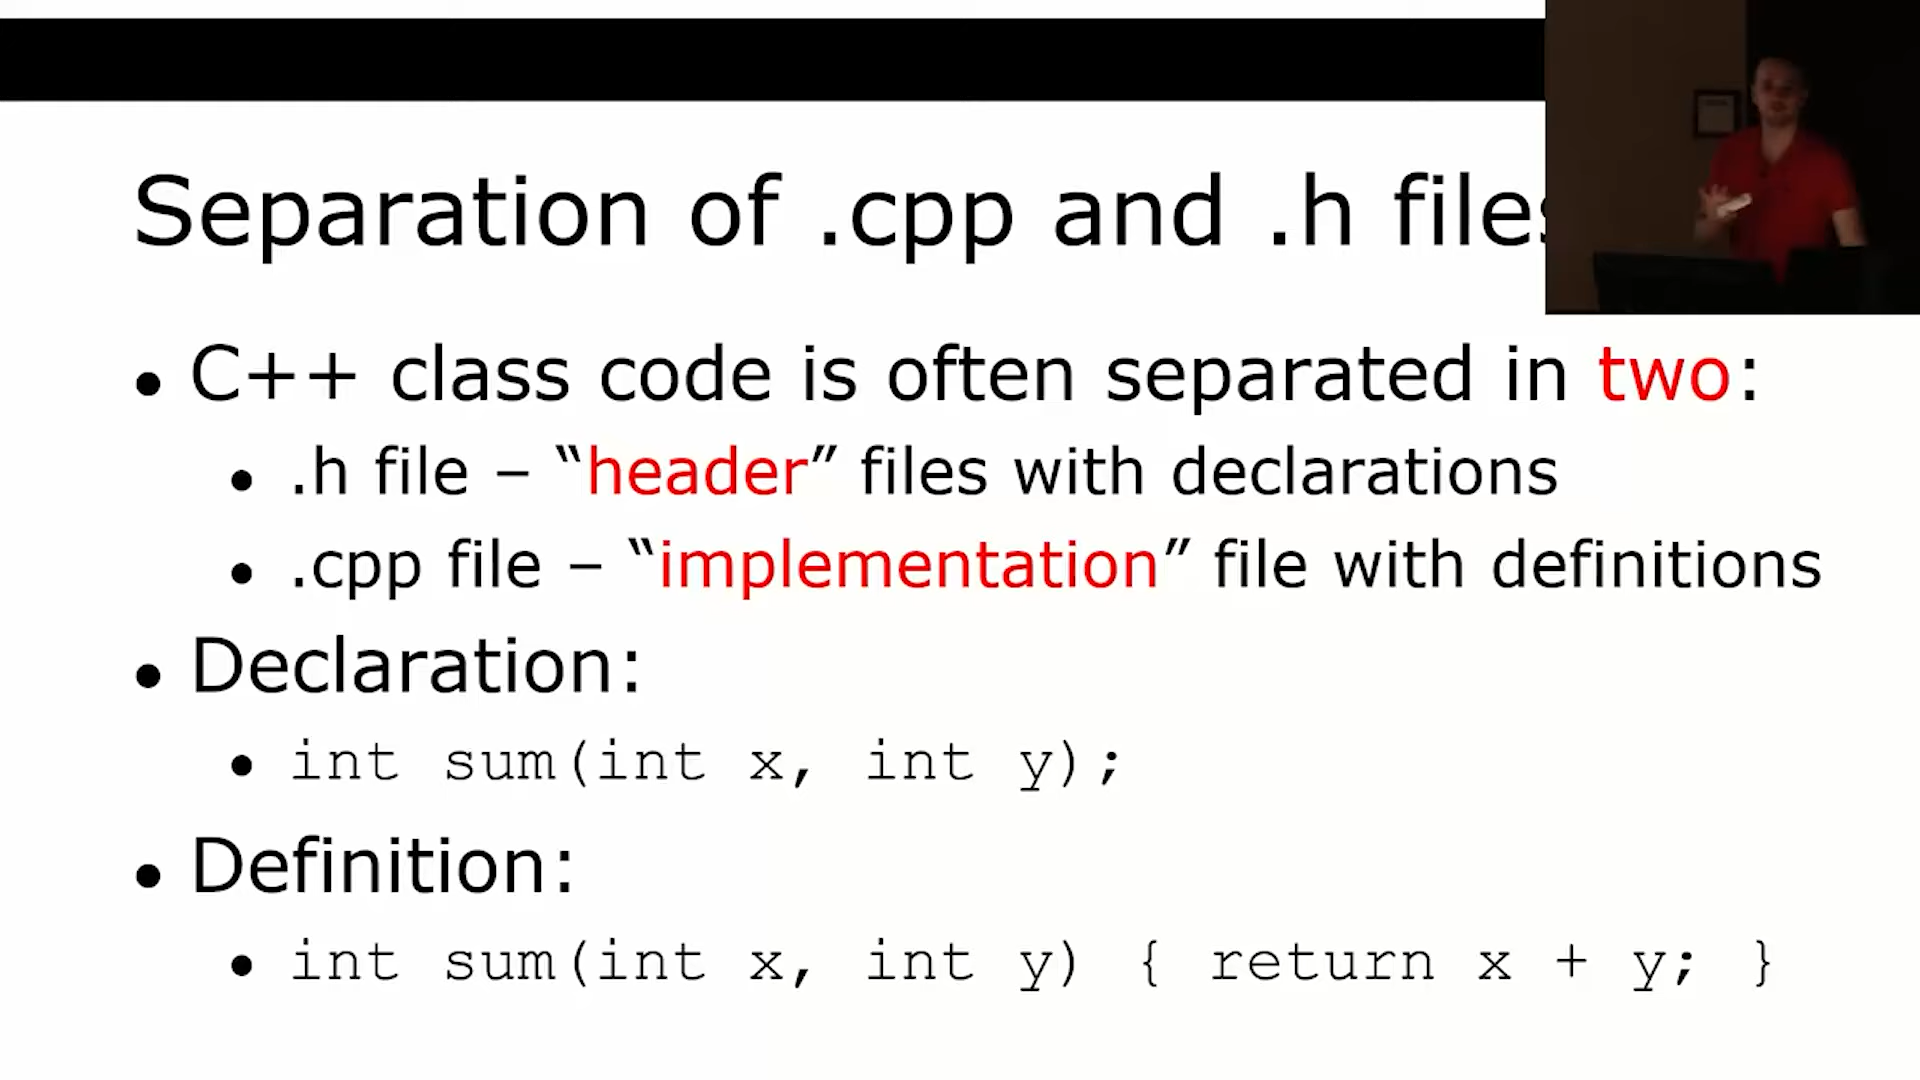 Separation of .cpp and .h files
• C++ class code is often separated in two:
• .h file – “header” files with declarations
• .cpp file – “implementation” file with definitions
• Declaration:
• int sum(int x, int y);
• Definition:
• int sum(int x, int y) { return x + y; }